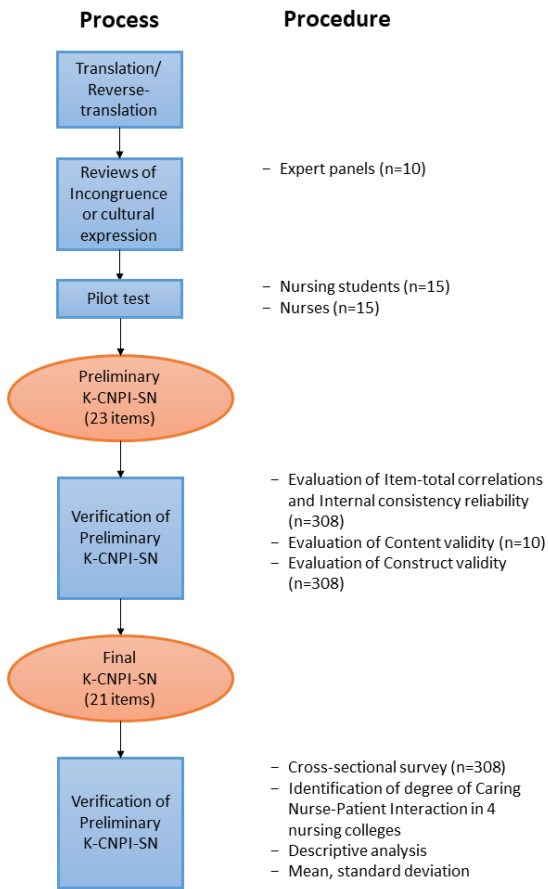 Process
Procedure
Translation/
Reverse-
translation
Reviews of
Incongruence
or cultural
expression
– Expert panels (n=10)
Pilot test
– Nursing students (n=15)
– Nurses (n=15)
Preliminary
K-CNPI-SN
(23 items)
Verification of
Preliminary
K-CNPI-SN
– Evaluation of Item-total correlations
and Internal consistency reliability
(n=308)
– Evaluation of Content validity (n=10)
– Evaluation of Construct validity
(n=308)
Final
K-CNPI-SN
(21 items)
Verification of
Preliminary
K-CNPI-SN
– Cross-sectional survey (n=308)
– Identification of degree of Caring
Nurse-Patient Interaction in 4
nursing colleges
– Descriptive analysis
– Mean, standard deviation